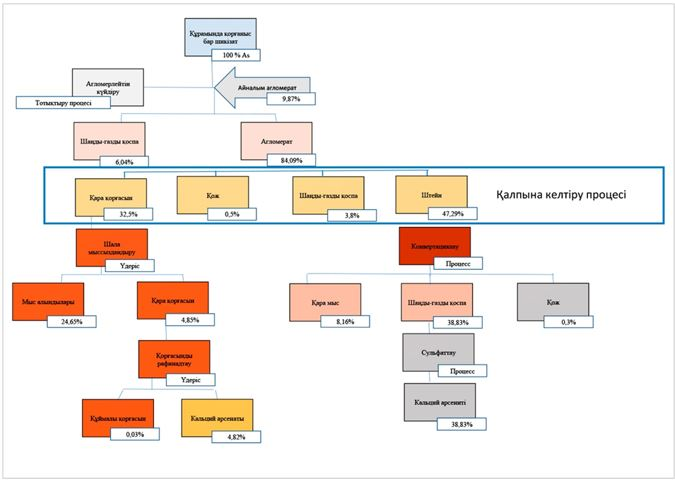 Құрамында қорғаныс
бар шикізат
100 % As
Агломерлейтін
күйдіру
Тотықтыру процесі
Айналым агломерат
9,87%
Шаңды-газды қоспа
6,04%
Агломерат
84,09%
Қалпына келтіру процесі
Қара қорғасын
32,5%
Қож
0,5%
Шаңды-газды қоспа
3,8%
Штейн
47,29%
Шала
мыссыздандыру
Үдеріс
Конвертациялау
Процесс
Мыс алындылары
24,65%
Қара қорғасын
4,85%
Қара мыс
8,16%
Шаңды-газды қоспа
38,83%
Қож
0,3%
Қорғасынды
рафинадтау
Үдеріс
Сульфаттау
Процесс
Құймалы қорғасын
0,03%
Кальций арсенаты
4,82%
Кальций арсениті
38,83%